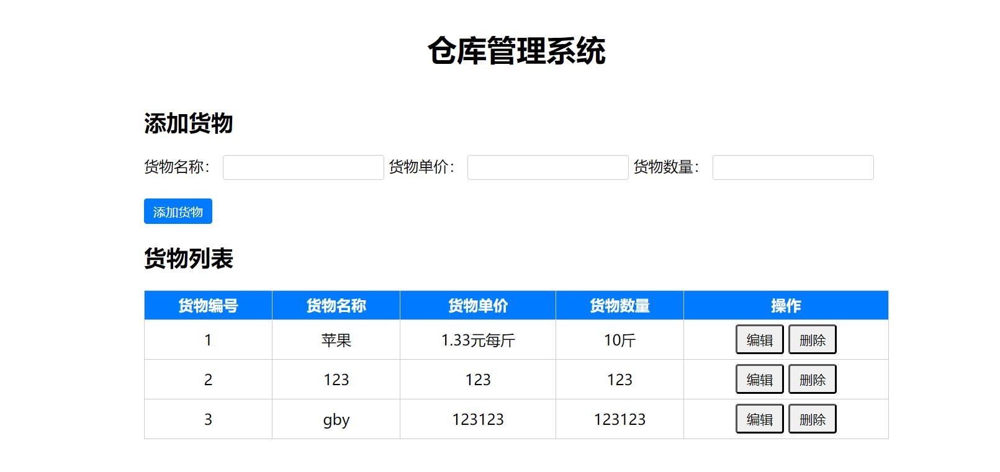 仓库管理系统
添加货物
货物名称： 货物单价： 货物数量：
添加货物
货物列表
货物编号 货物名称 货物单价 货物数量 操作
1 苹果 1.33元每斤 10斤 编辑 删除
2 123 123 123 编辑 删除
3 gby 123123 123123 编辑 删除